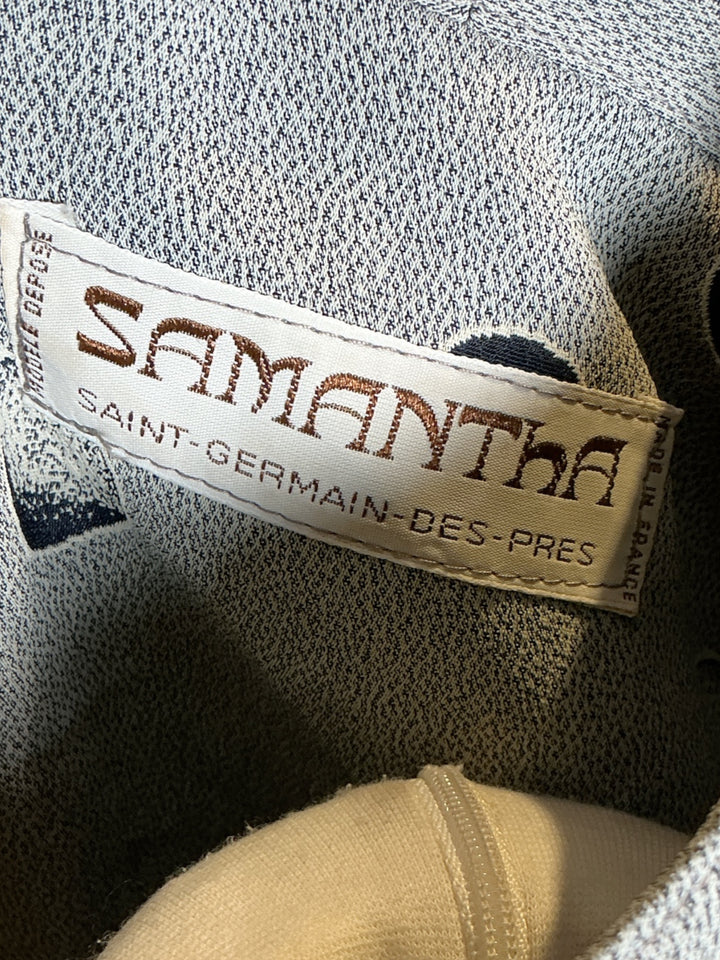 MODELE DEPOSE
SAMANThA
SAINT-GERMAIN-DES-PRES
MADE IN FRANCE